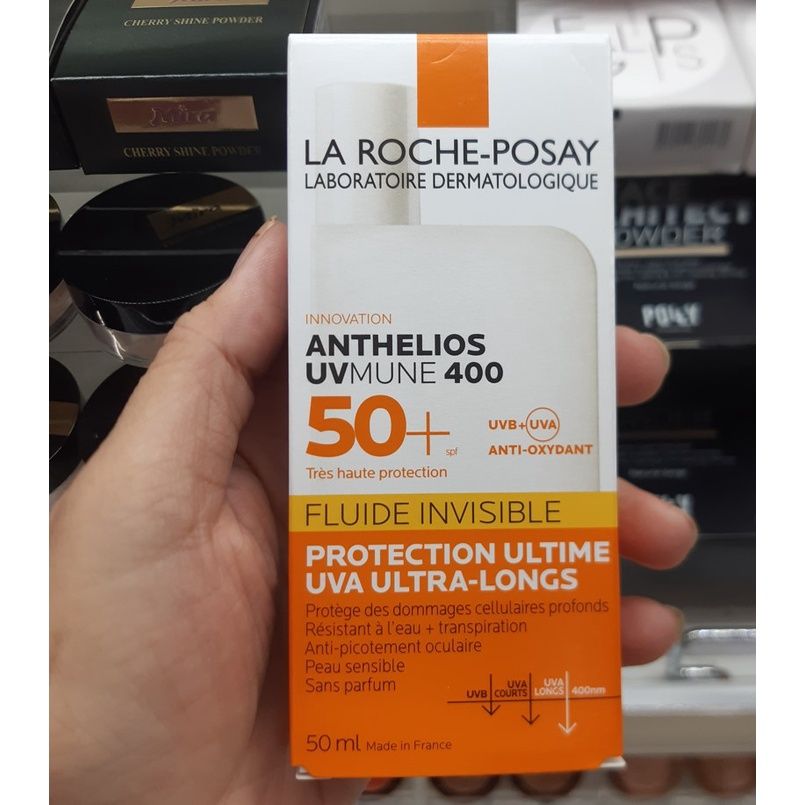 CHERRY SHINE POWDER
Mira
CHERRY SHINE POWDER
LA ROCHE-POSAY
LABORATOIRE DERMATOLOGIQUE
INNOVATION
ANTHELIOS
UVMUNE 400
50+
spf
Très haute protection
UVB+UVA
ANTI-OXYDANT
FLUIDE INVISIBLE
PROTECTION ULTIME
UVA ULTRA-LONGS
Protège des dommages cellulaires profonds
Résistant à l'eau + transpiration
Anti-picotement oculaire
Peau sensible
Sans parfum
UVB
UVA COURTS
UVA LONGS
400nm
50 ml Made in France
POWDER